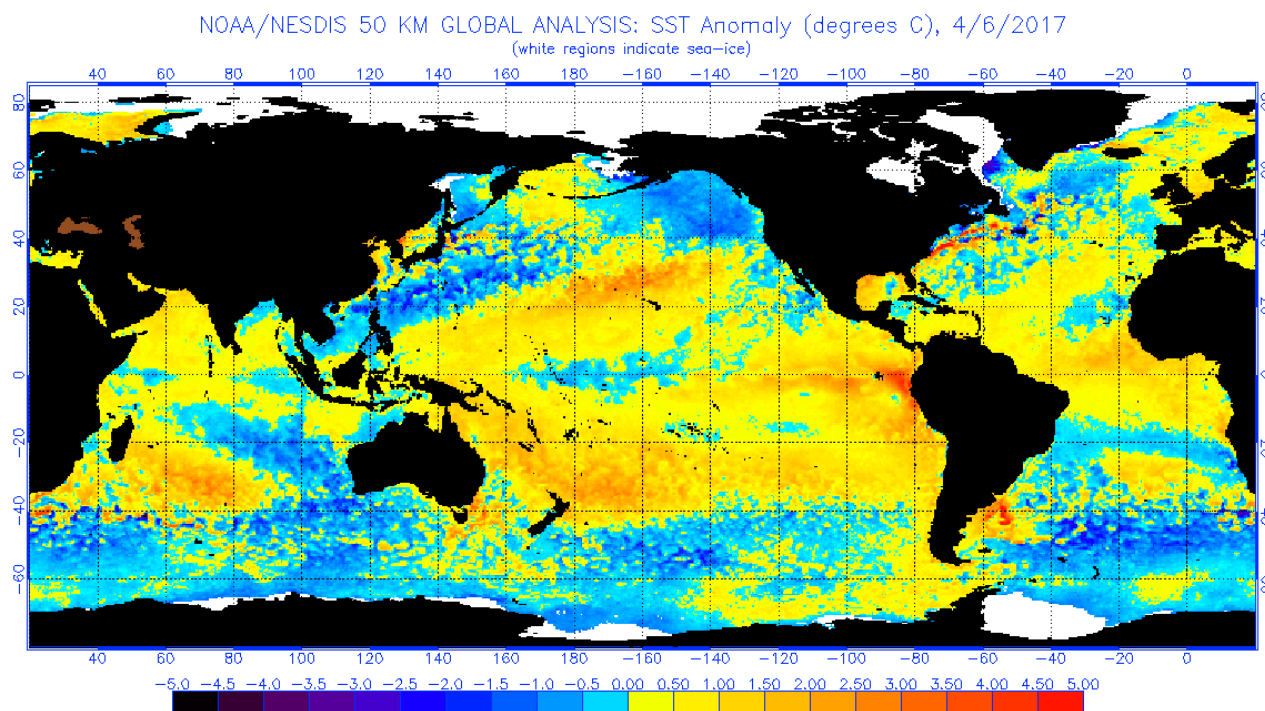 NOAA/NESDIS 50 KM GLOBAL ANALYSIS: SST Anomaly (degrees C), 4/6/2017
(white regions indicate sea-ice)
40 60 80 100 120 140 160 180 -160 -140 -120 -100 -80 -60 -40 -20 0
80
60
40
20
0 0
-20
-40
-60
40 60 80 100 120 140 160 180 -160 -140 -120 -100 -80 -60 -40 -20 0
-5.0 -4.5 -4.0 -3.5 -3.0 -2.5 -2.0 -1.5 -1.0 -0.5 0.00 0.50 1.00 1.50 2.00 2.50 3.00 3.50 4.00 4.50 5.00